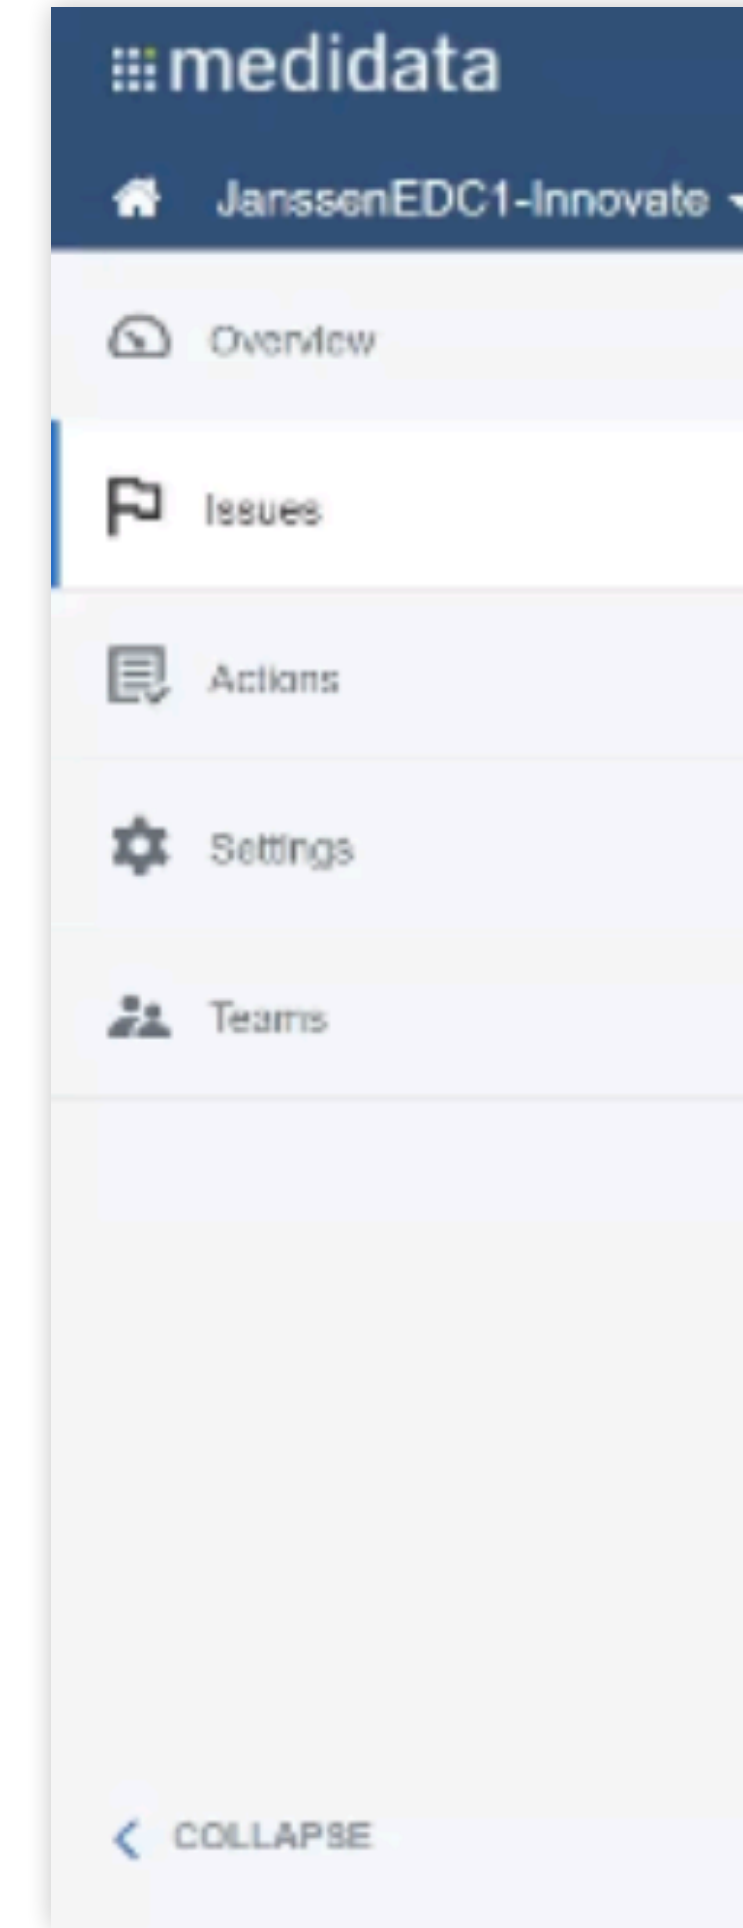 medidata
JanssenEDC1-Innovate
Overview
Issues
Actions
Settings
Teams
COLLAPSE